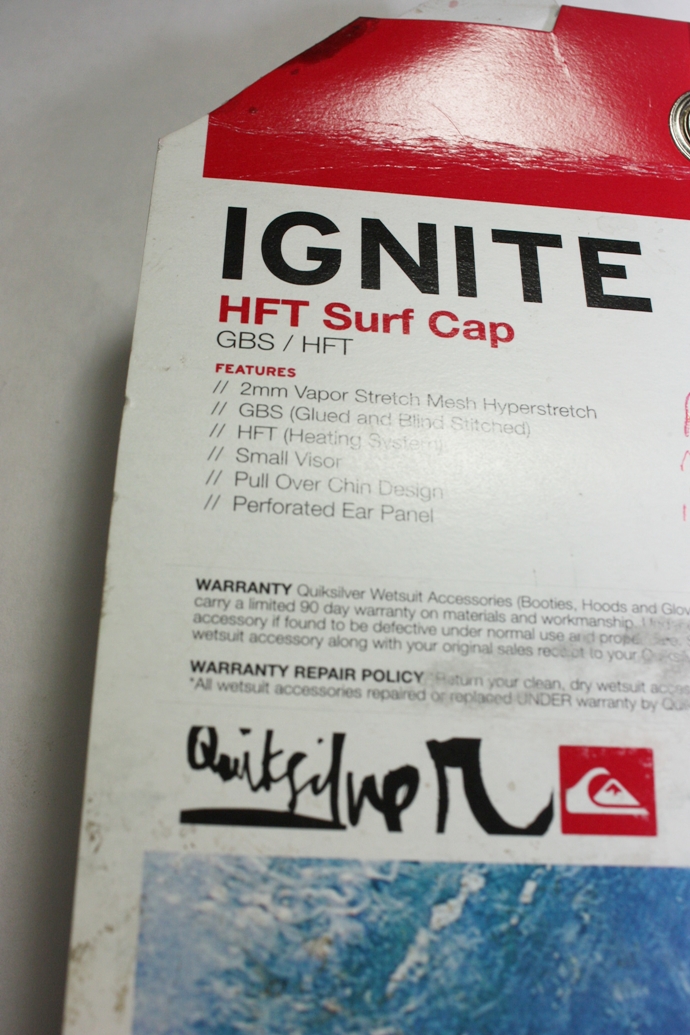 IGNITE
HFT Surf Cap
GBS / HFT
FEATURES
// 2mm Vapor Stretch Mesh Hyperstretch
// GBS (Glued and Blind Stitched)
// HFT (Heating System)
// Small Visor
// Pull Over Chin Design
// Perforated Ear Panel
WARRANTY Quiksilver Wetsuit Accessories (Booties, Hoods and
carry a limited 90 day warranty on materials and workmanship.
accessory if found to be defective under normal use and
wetsuit accessory along with your original sales receipt to your
WARRANTY REPAIR POLICY Return your clean, dry wetsuit
*All wetsuit accessories repaired or replaced UNDER warranty by
Quiksilver